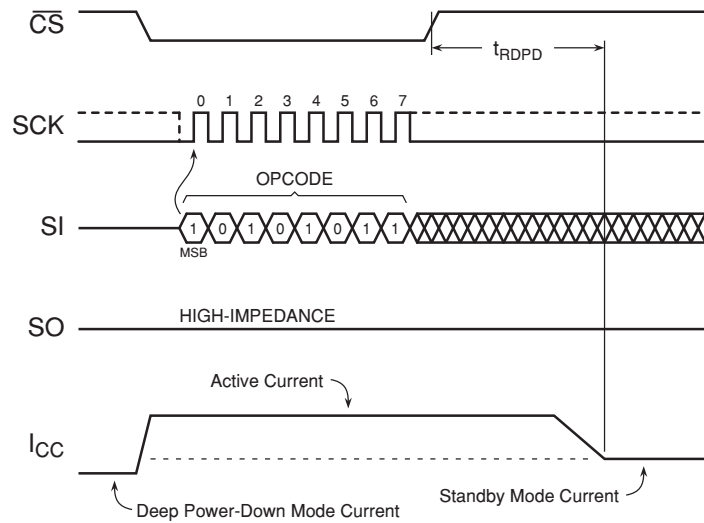 CS
tRDPD
0 1 2 3 4 5 6 7
SCK
OPCODE
SI
1 0 1 0 1 0 1 1
MSB
HIGH-IMPEDANCE
SO
Active Current
ICC
Standby Mode Current
Deep Power-Down Mode Current